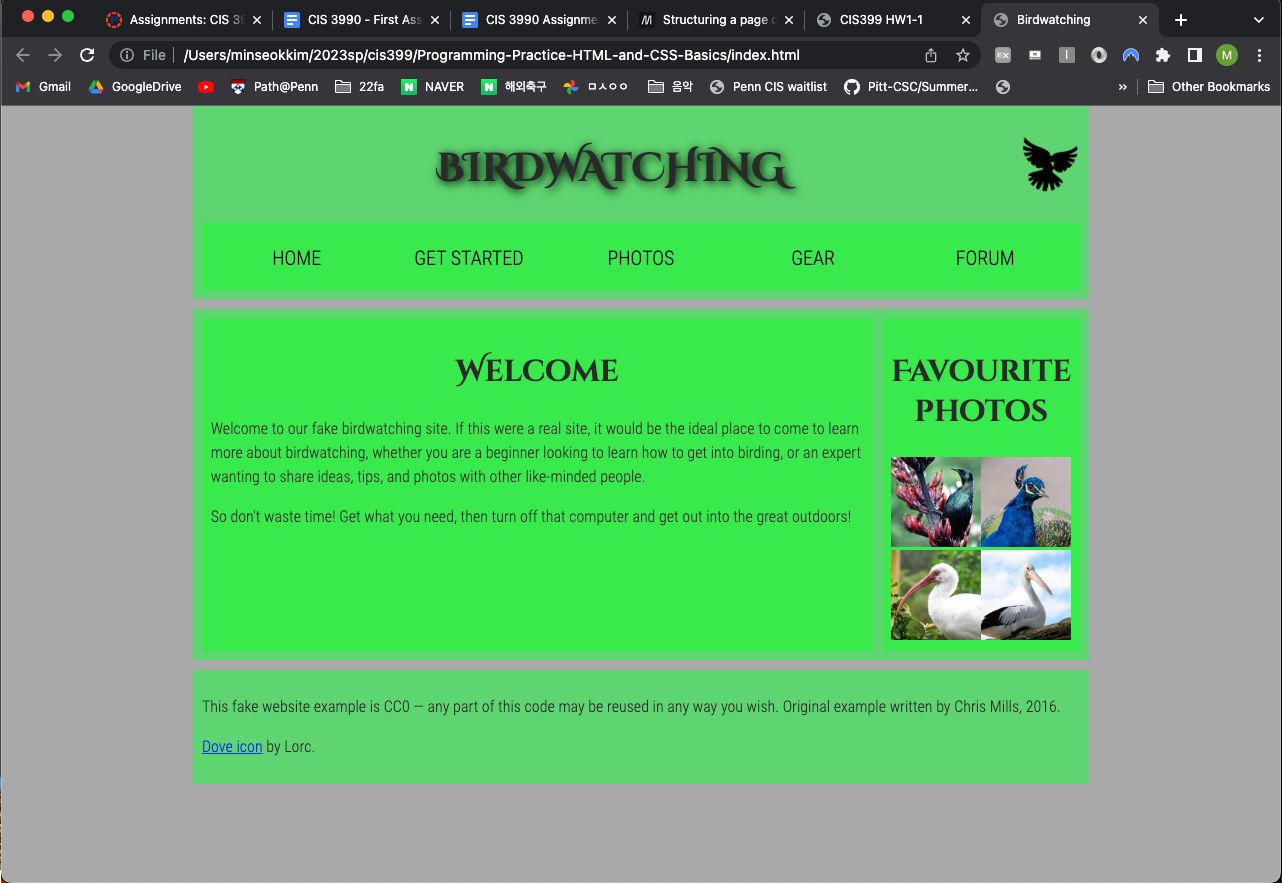 Assignments: CIS 39
CIS 3990 - First Ass
CIS 3990 Assignme
Structuring a page o
CIS399 HW1-1
Birdwatching
File
/Users/minseokkim/2023sp/cis399/Programming-Practice-HTML-and-CSS-Basics/index.html
M
Gmail
GoogleDrive
Path@Penn
22fa
NAVER
해외축구
ㅁㅅㅇㅇ
음악
Penn CIS waitlist
Pitt-CSC/Summer...
»
Other Bookmarks
BIRDWATCHING
HOME
GET STARTED
PHOTOS
GEAR
FORUM
Welcome
Welcome to our fake birdwatching site. If this were a real site, it would be the ideal place to come to learn
more about birdwatching, whether you are a beginner looking to learn how to get into birding, or an expert
wanting to share ideas, tips, and photos with other like-minded people.
So don't waste time! Get what you need, then turn off that computer and get out into the great outdoors!
Favourite
photos
This fake website example is CC0 — any part of this code may be reused in any way you wish. Original example written by Chris Mills, 2016.
Dove icon by Lorc.